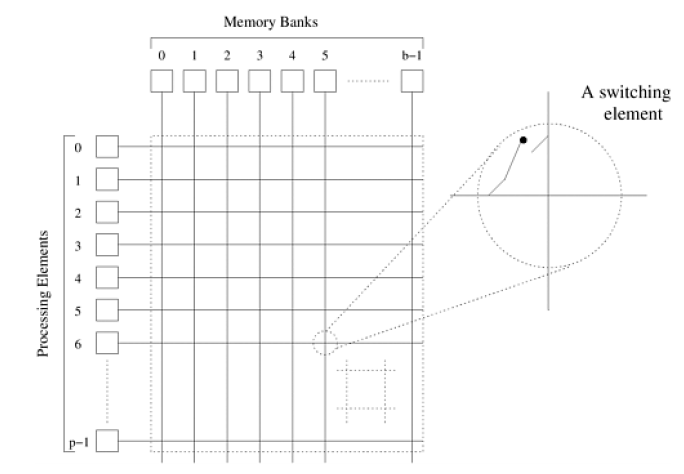 Memory Banks
0 1 2 3 4 5 b-1
A switching
element
Processing Elements
0
1
2
3
4
5
6
p-1